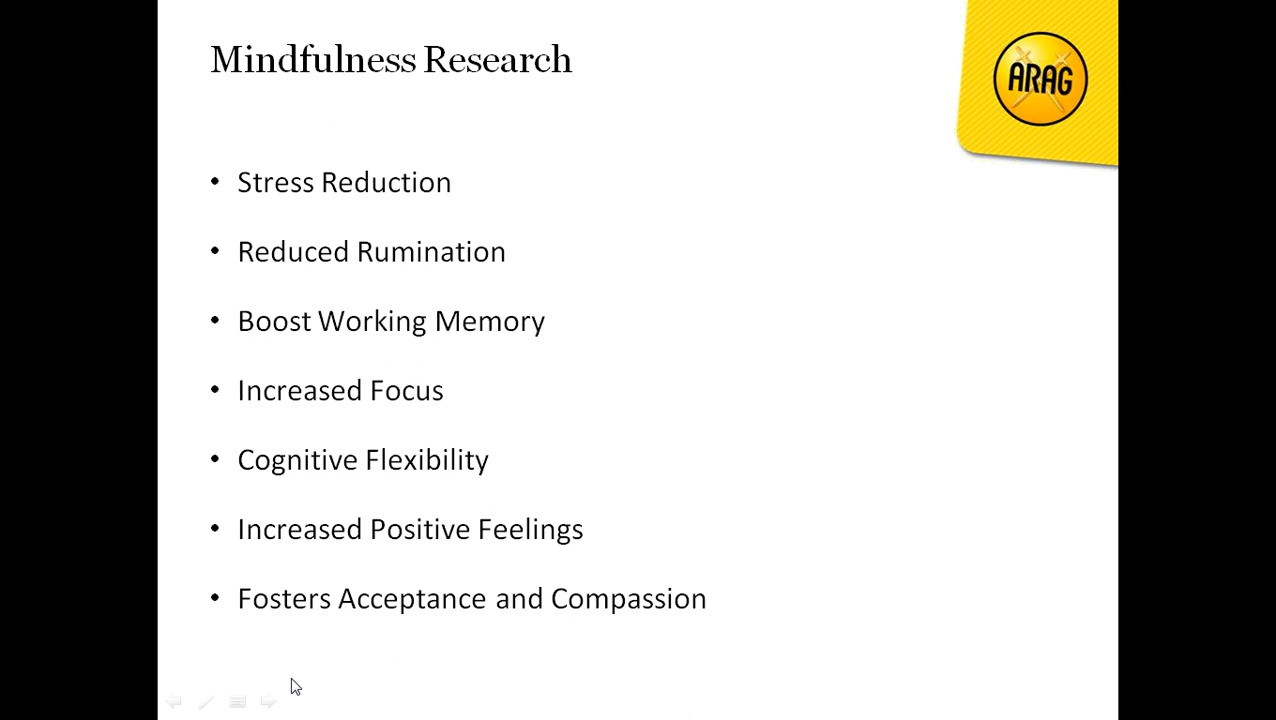 Mindfulness Research
ARAG
• Stress Reduction
• Reduced Rumination
• Boost Working Memory
• Increased Focus
• Cognitive Flexibility
• Increased Positive Feelings
• Fosters Acceptance and Compassion